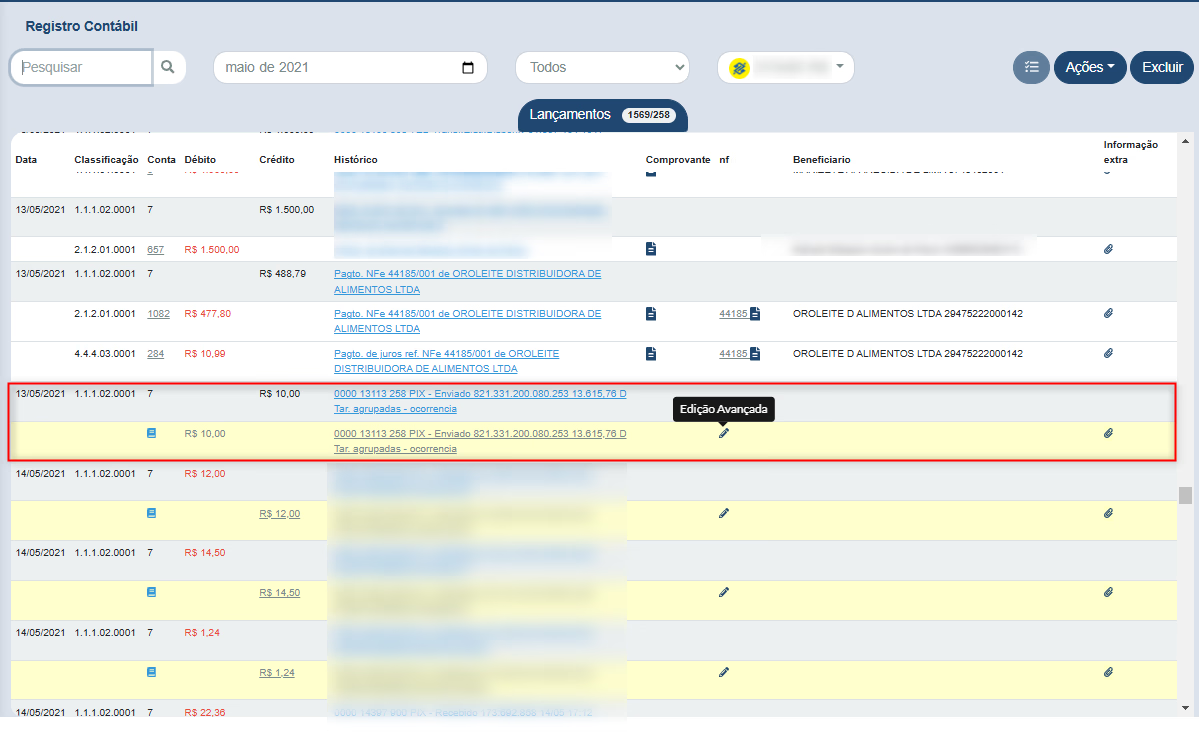 Registro Contábil
Pesquisar
maio de 2021
Todos
Ações
Excluir
Lançamentos 1569/258
Data Classificação Conta Débito Crédito Histórico Comprovante nf Beneficiario Informação extra
13/05/2021 1.1.1.02.0001 7 R$ 1.500,00
2.1.2.01.0001 657 R$ 1.500,00
13/05/2021 1.1.1.02.0001 7 R$ 488,79 Pagto. NFe 44185/001 de OROLEITE DISTRIBUIDORA DE
ALIMENTOS LTDA
2.1.2.01.0001 1082 R$ 477,80 Pagto. NFe 44185/001 de OROLEITE DISTRIBUIDORA DE 44185 OROLEITE D ALIMENTOS LTDA 29475222000142
ALIMENTOS LTDA
4.4.4.03.0001 284 R$ 10,99 Pagto. de juros ref. NFe 44185/001 de OROLEITE 44185 OROLEITE D ALIMENTOS LTDA 29475222000142
DISTRIBUIDORA DE ALIMENTOS LTDA
13/05/2021 1.1.1.02.0001 7 R$ 10,00 0000 13113 258 PIX - Enviado 821.331.200.080.253 13.615,76 D
Tar. agrupadas - ocorrencia
Edição Avançada
R$ 10,00 0000 13113 258 PIX - Enviado 821.331.200.080.253 13.615,76 D
Tar. agrupadas - ocorrencia
14/05/2021 1.1.1.02.0001 7 R$ 12,00
R$ 12,00
14/05/2021 1.1.1.02.0001 7 R$ 14,50
R$ 14,50
14/05/2021 1.1.1.02.0001 7 R$ 1,24
R$ 1,24
14/05/2021 1.1.1.02.0001 7 R$ 22,36